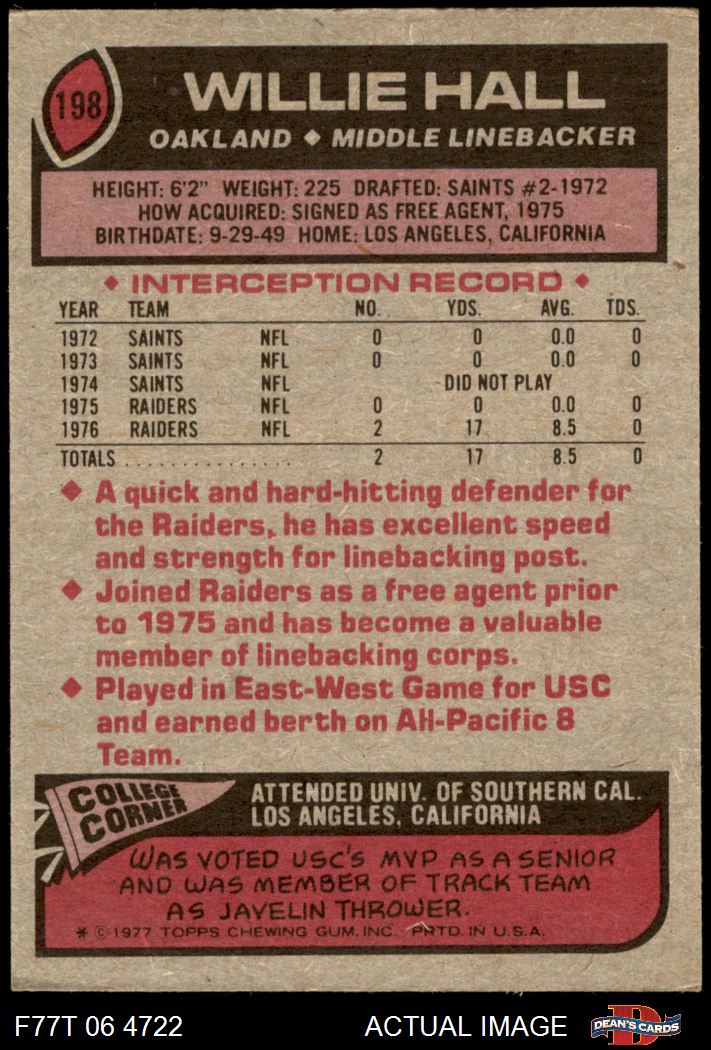 198
WILLIE HALL
OAKLAND ◆ MIDDLE LINEBACKER
HEIGHT: 6'2" WEIGHT: 225 DRAFTED: SAINTS #2-1972
HOW ACQUIRED: SIGNED AS FREE AGENT, 1975
BIRTHDATE: 9-29-49 HOME: LOS ANGELES, CALIFORNIA
◆ INTERCEPTION RECORD ◆
YEAR TEAM NO. YDS. AVG. TDS.
1972 SAINTS NFL 0 0 0.0 0
1973 SAINTS NFL 0 0 0.0 0
1974 SAINTS NFL DID NOT PLAY
1975 RAIDERS NFL 0 0 0.0 0
1976 RAIDERS NFL 2 17 8.5 0
TOTALS . . . . . . . . . . . . . . . 2 17 8.5 0
◆ A quick and hard-hitting defender for
the Raiders, he has excellent speed
and strength for linebacking post.
◆ Joined Raiders as a free agent prior
to 1975 and has become a valuable
member of linebacking corps.
◆ Played in East-West Game for USC
and earned berth on All-Pacific 8
Team.
COLLEGE
CORNER
ATTENDED UNIV. OF SOUTHERN CAL.
LOS ANGELES, CALIFORNIA
WAS VOTED USC'S MVP AS A SENIOR
AND WAS MEMBER OF TRACK TEAM
AS JAVELIN THROWER.
* © 1977 TOPPS CHEWING GUM, INC. PRTD. IN U.S.A.
F77T 06 4722 ACTUAL IMAGE
D
DEAN'S CARDS